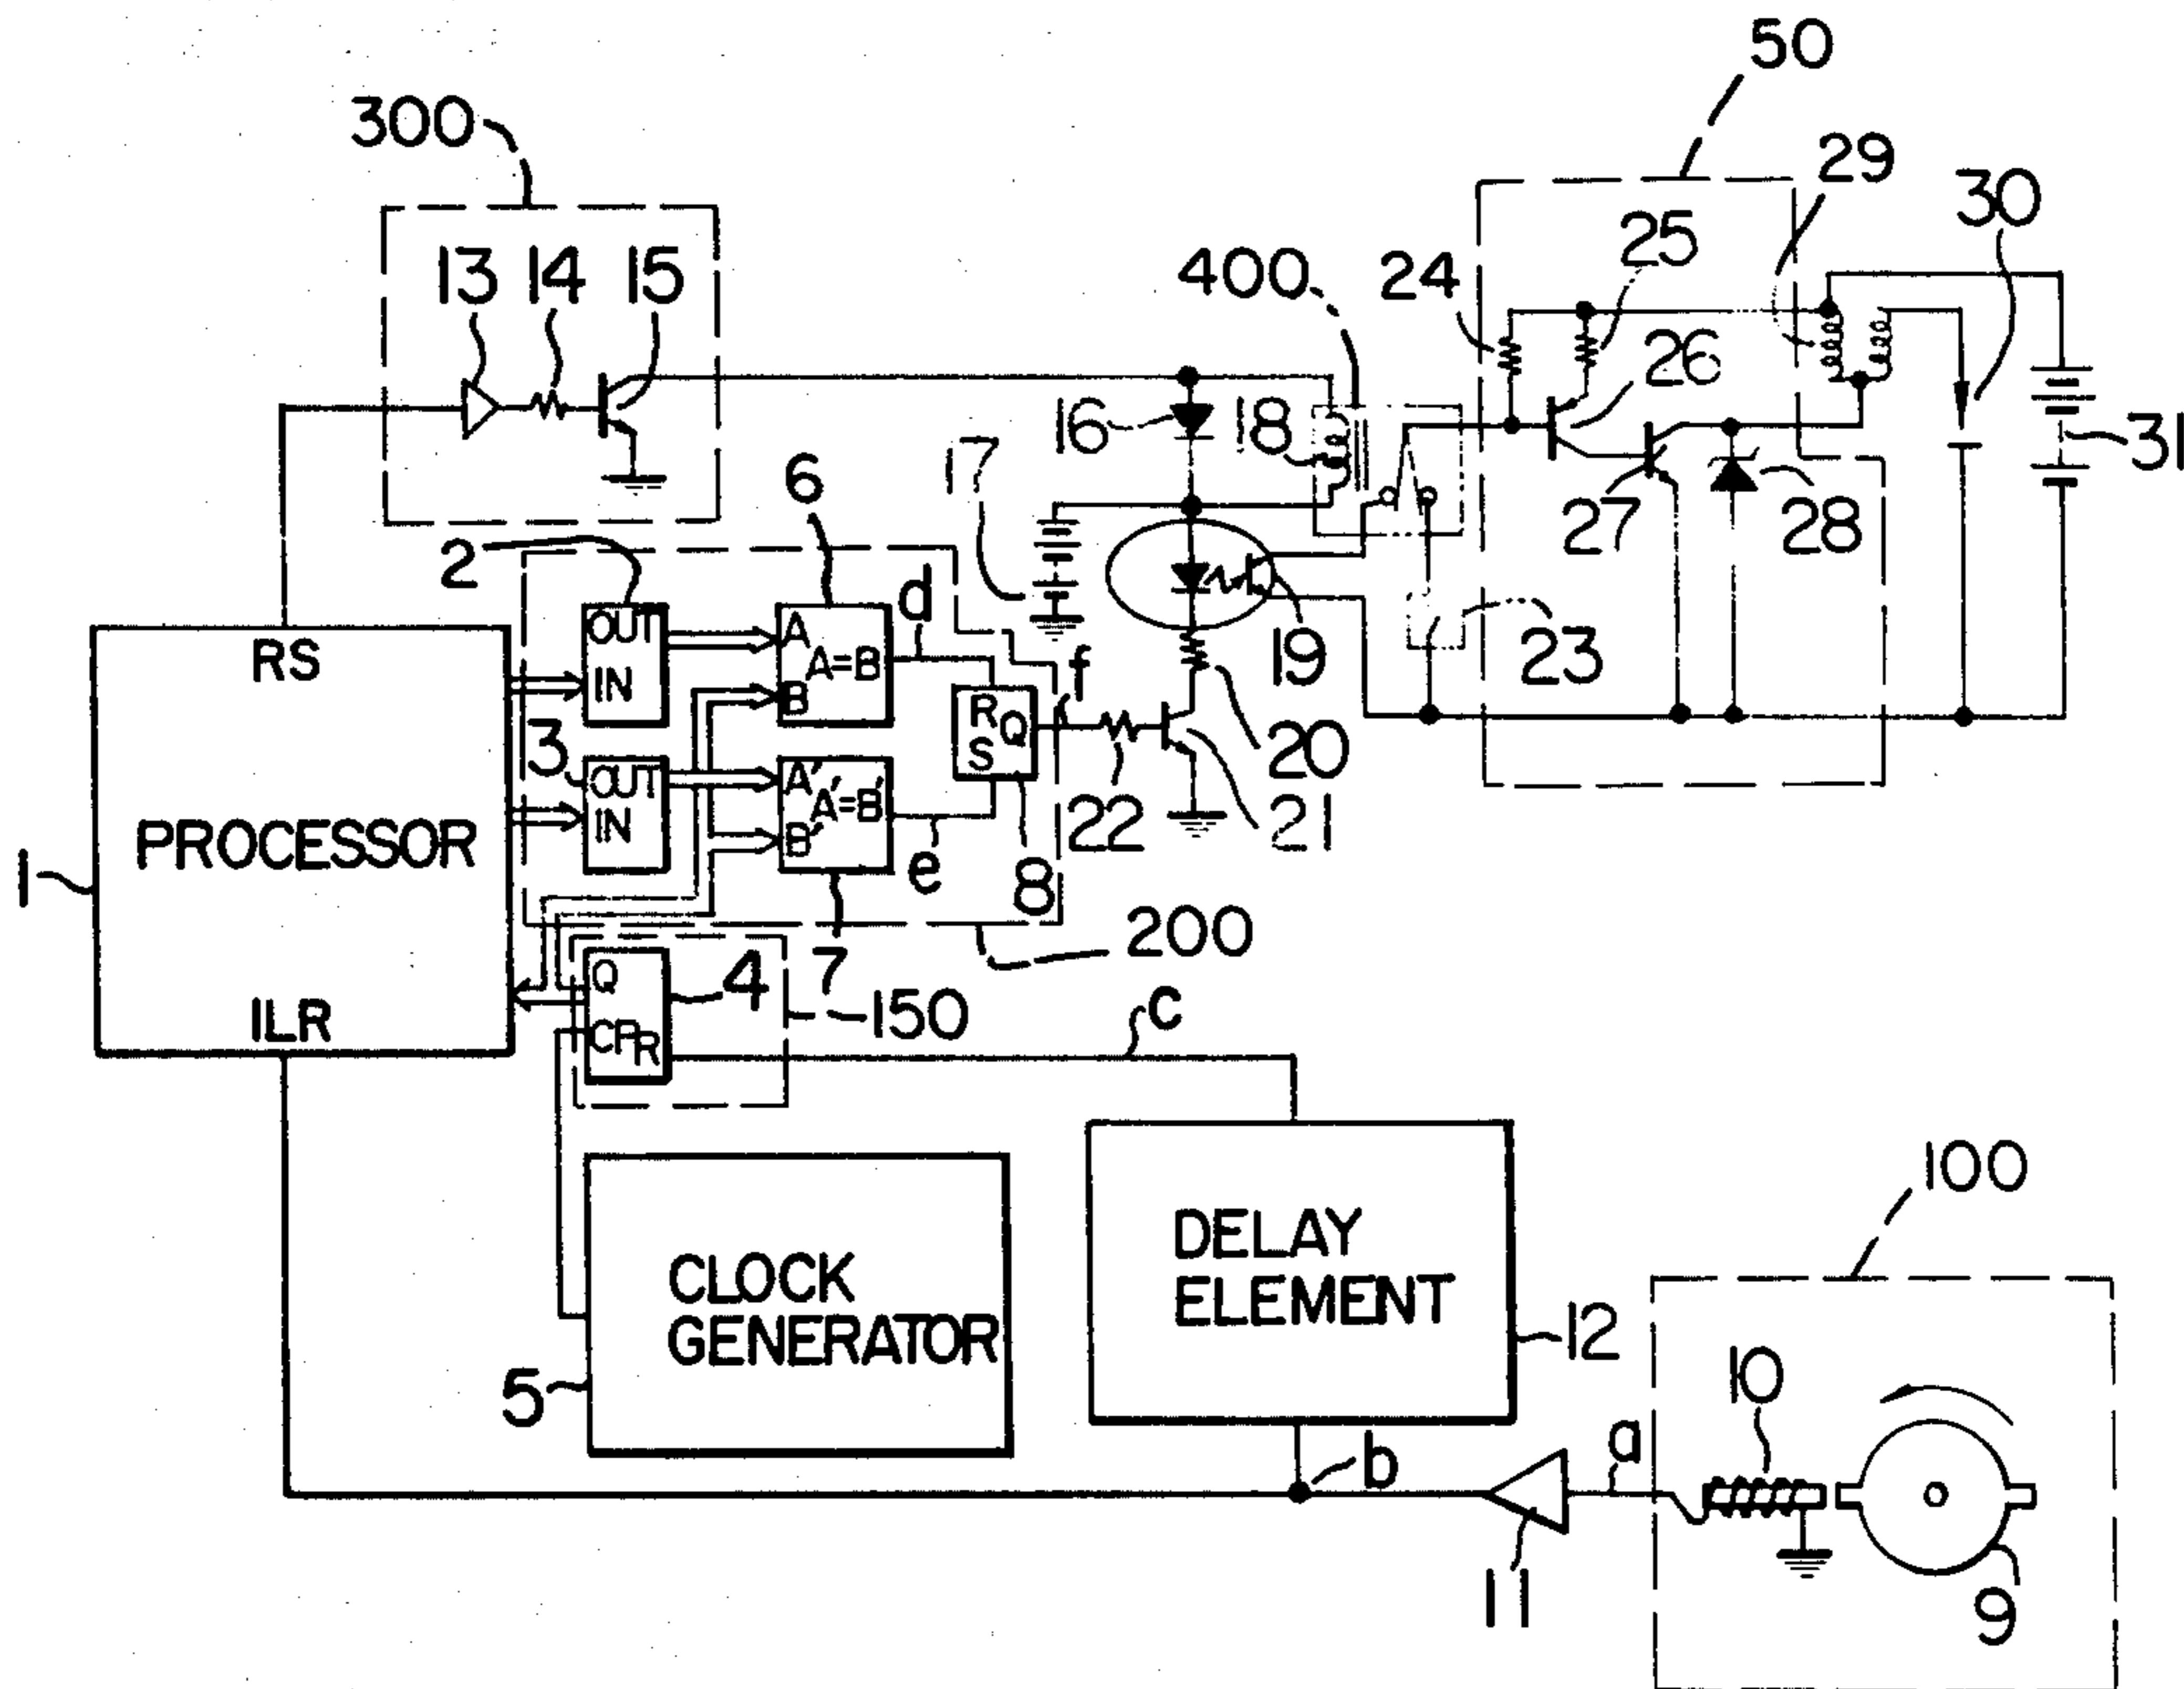 50
300
29
30
13 14 15
25
400
24
26
16
18
17
31
6
2
d
27
28
OUT
IN
A
A=B
B
19
23
RS
f
R
Q
S
3
OUT
IN
A'
A'=B'
B'
20
22
21
PROCESSOR
1
e
8
200
7
Q
CP
R
4
150
c
ILR
100
DELAY
ELEMENT
12
CLOCK
GENERATOR
5
10
a
b
11
9